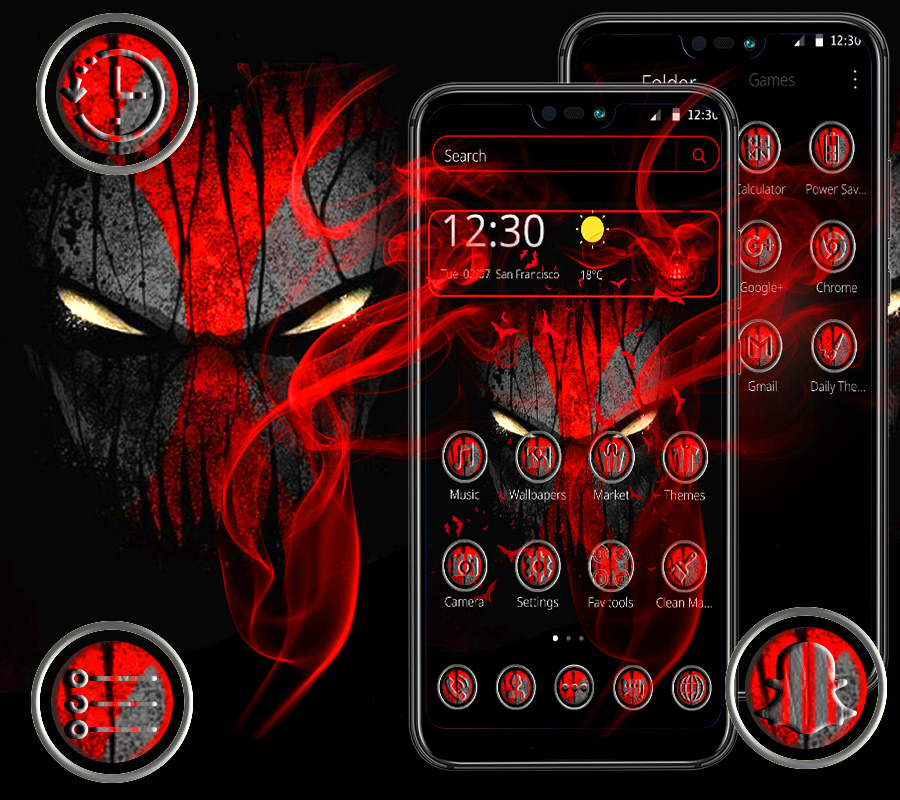 12:30
Folder
Games
12:30
Search
Calculator
Power Sav...
12:30
Tue 02/07 San Francisco
18°C
Google+
Chrome
Gmail
Daily The...
Music
Wallpapers
Market
Themes
Camera
Settings
Fav tools
Clean Ma...